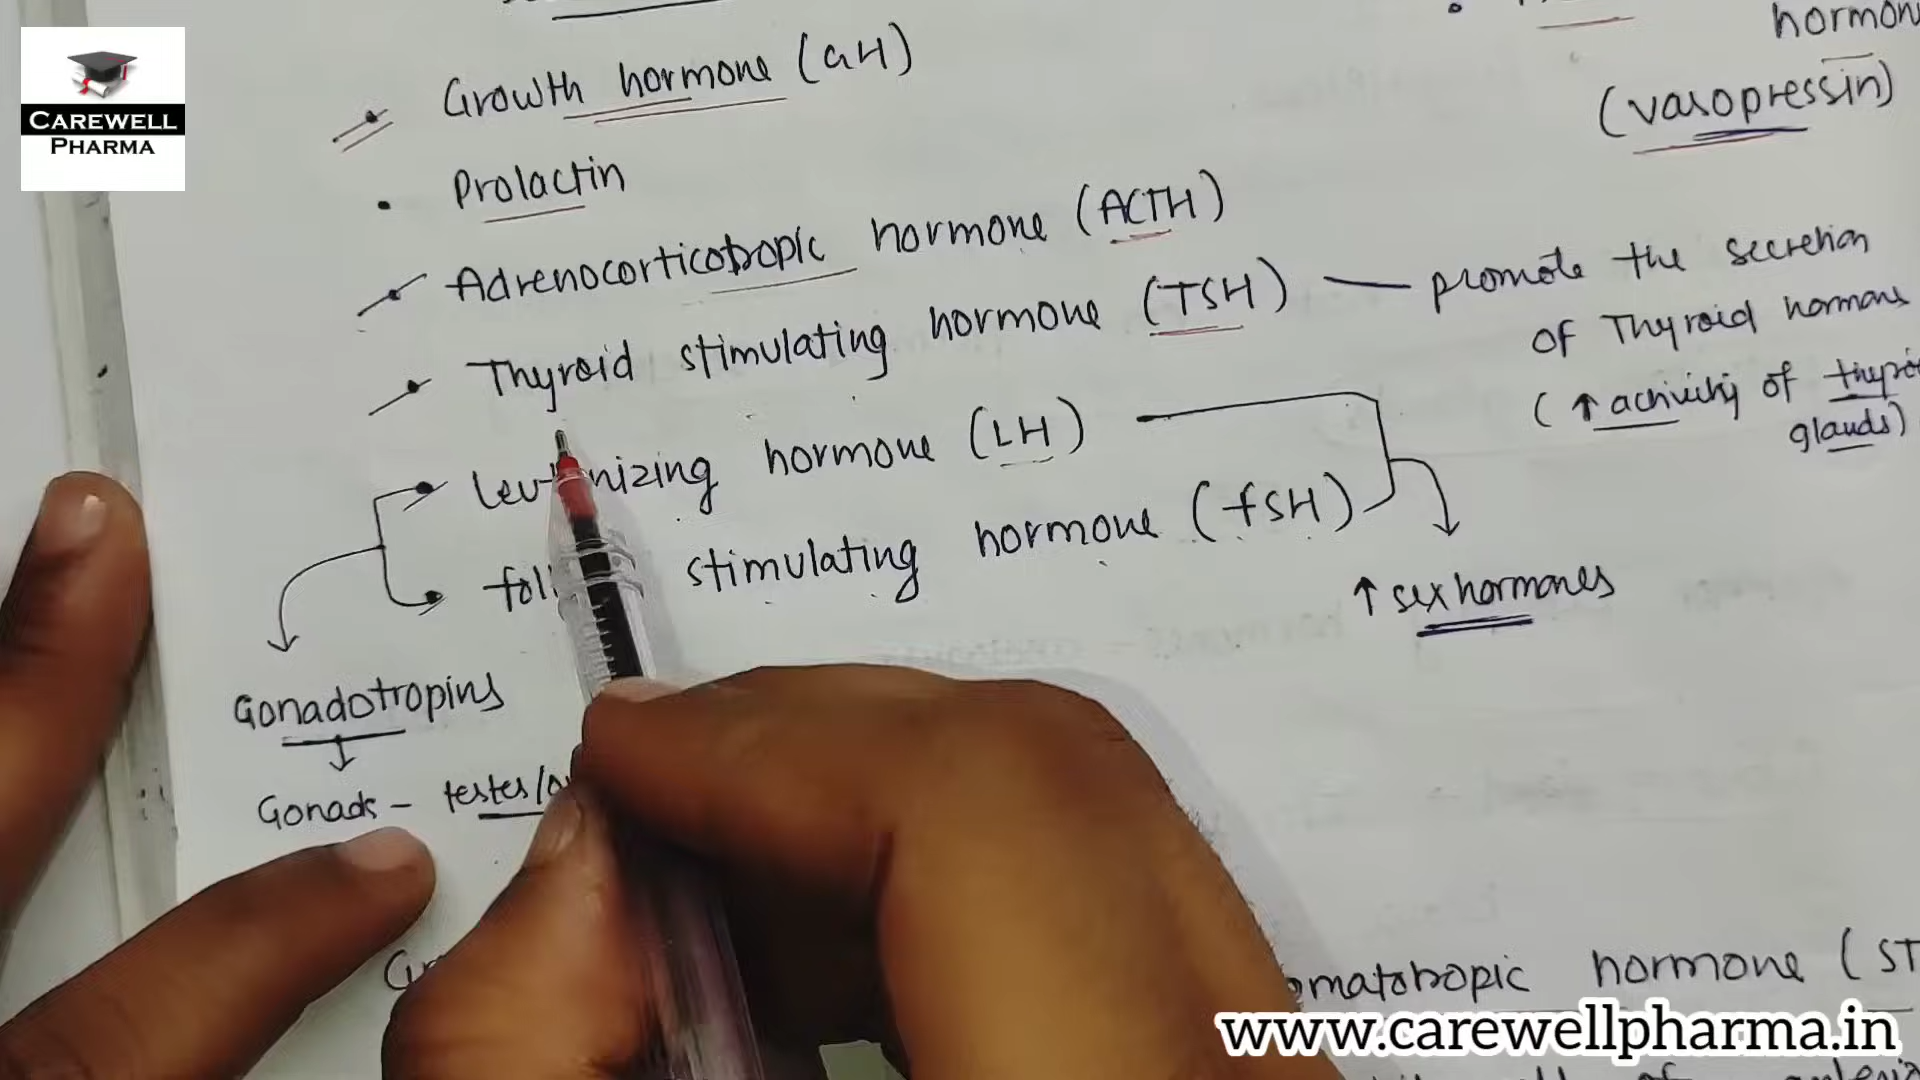 CAREWELL
PHARMA
Growth hormone (GH)
Prolactin
Adrenocorticotropic hormone (ACTH)
Thyroid stimulating hormone (TSH) — promote the secretion
of Thyroid hormons
(↑ activity of
glands)
hormone (LH)
stimulating hormone (fSH)
↑ sex hormones
Gonadotropins
Gonads - testes/
hormon
(vasopressin)
hormone (ST
www.carewellpharma.in